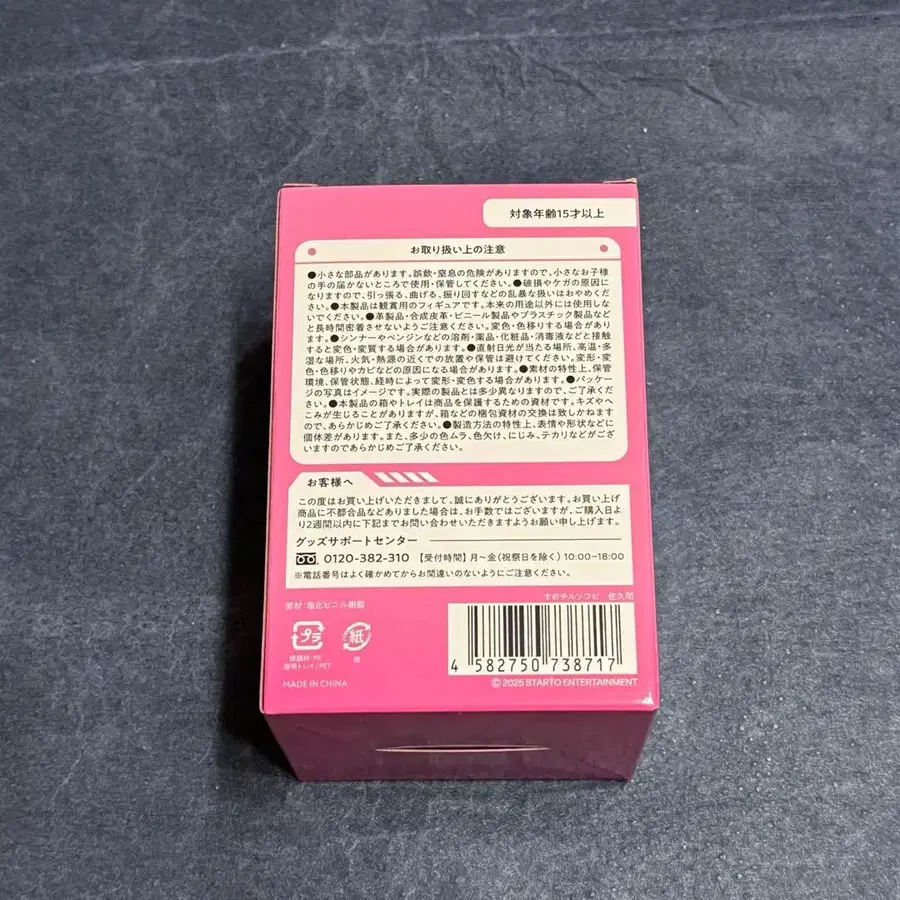 対象年齢15才以上
お取り扱い上の注意
●小さな部品があります。誤飲・窒息の危険がありますので、小さなお子様
の手の届かないところで使用・保管してください。●破損やケガの原因に
なりますので、引っ張る、曲げる、振り回すなどの乱暴な扱いはおやめくださ
い。●本製品は観賞用のフィギュアです。本来の用途以外には使用しな
いでください。●革製品・合成皮革・ビニール製品やプラスチック製品など
と長時間密着させないようご注意ください。変色・色移りする場合があり
ます。●シンナーやベンジンなどの溶剤・薬品・化粧品・消毒液などと接触
すると変色・変質する場合があります。●直射日光が当たる場所、高温・多
湿な場所、火気・熱源の近くでの放置や保管は避けてください。変形・変
色・色移りやカビなどの原因になる場合があります。●素材の特性上、保管
環境、保管状態、経時によって変形・変色する場合があります。●パッケー
ジの写真はイメージです。実際の製品とは多少異なりますので、ご了承くだ
さい。●本製品の箱やトレイは商品を保護するための資材です。キズやへ
こみが生じることがありますが、箱などの梱包資材の交換は致しかねます
ので、あらかじめご了承ください。●製造方法の特性上、表情や形状などに
個体差があります。また、多少の色ムラ、色欠け、にじみ、テカリなどがござ
いますのであらかじめご了承ください。
お客様へ
この度はお買い上げいただきまして、誠にありがとうございます。お買い上げ
商品に不都合品などありました場合は、お手数ではございますが、ご購入日よ
り2週間以内に下記までお問い合わせいただきますようお願い申し上げます。
グッズサポートセンター
0120-382-310 【受付時間】月～金(祝祭日を除く)10:00~18:00
※電話番号はよく確かめてからお間違いのないようにご注意ください。
すのチルソフビ 佐久間
素材:塩化ビニル樹脂
プラ
紙
保護材:PE
透明トレイ:PET
箱
4 582750 738717
MADE IN CHINA
©2025 STARTO ENTERTAINMENT